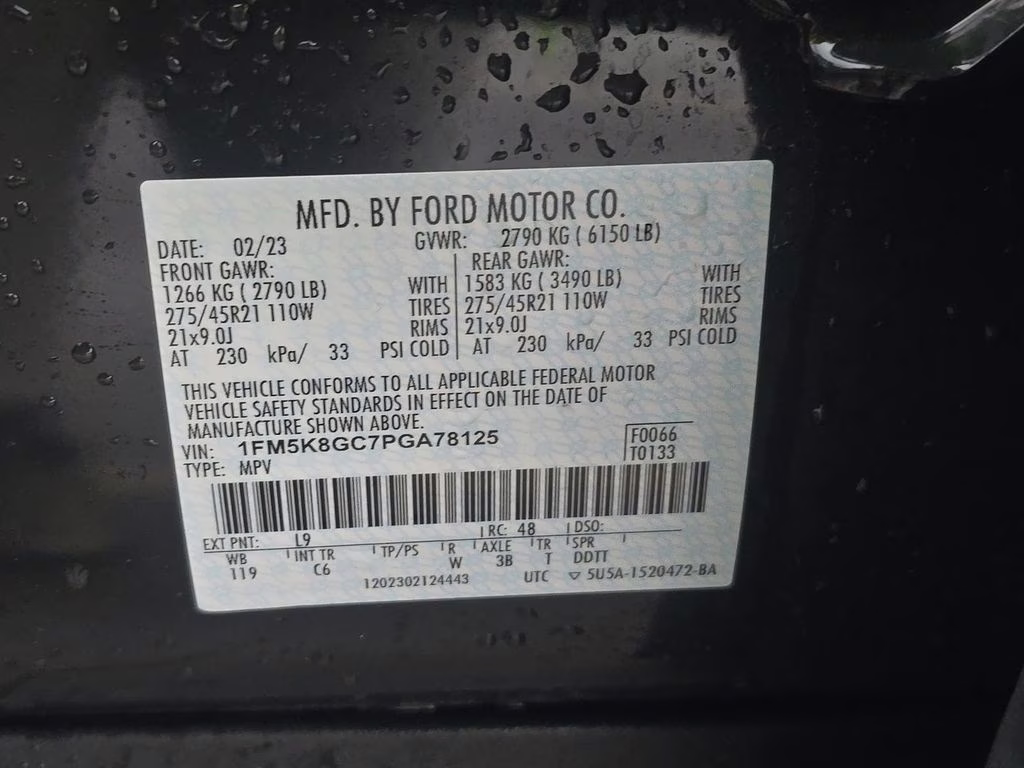 MFD. BY FORD MOTOR CO.
DATE: 02/23 GVWR: 2790 KG ( 6150 LB)
FRONT GAWR: REAR GAWR:
1266 KG ( 2790 LB) WITH 1583 KG ( 3490 LB) WITH
275/45R21 110W TIRES 275/45R21 110W TIRES
21x9.0J RIMS 21x9.0J RIMS
AT 230 kPa/ 33 PSI COLD AT 230 kPa/ 33 PSI COLD
THIS VEHICLE CONFORMS TO ALL APPLICABLE FEDERAL MOTOR
VEHICLE SAFETY STANDARDS IN EFFECT ON THE DATE OF
MANUFACTURE SHOWN ABOVE.
VIN: 1FM5K8GC7PGA78125 F0066
TYPE: MPV T0133
EXT PNT: L9 RC: 48 DSO:
WB INT TR TP/PS R AXLE TR SPR
119 C6 W 3B T DDTT
1202302124443 UTC ▽ 5U5A-1520472-BA